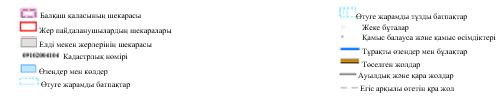 Балқаш қаласының шекарасы
Жер пайдаланушылардың шекаралары
Елді мекен жерлерінің шекарасы
Кадастрлық нөмірі
Өзендер мен көлдер
Өтуге жарамды батпақтар
Өтуге жарамды тұзды батпақтар
Жеке бұталар
Қамыс балауса және қамыс өсімдіктері
Тұрақты өзендер мен бұлақтар
Төселген жолдар
Ауылдық және қара жолдар
Егіс арқылы өтетін қра жол